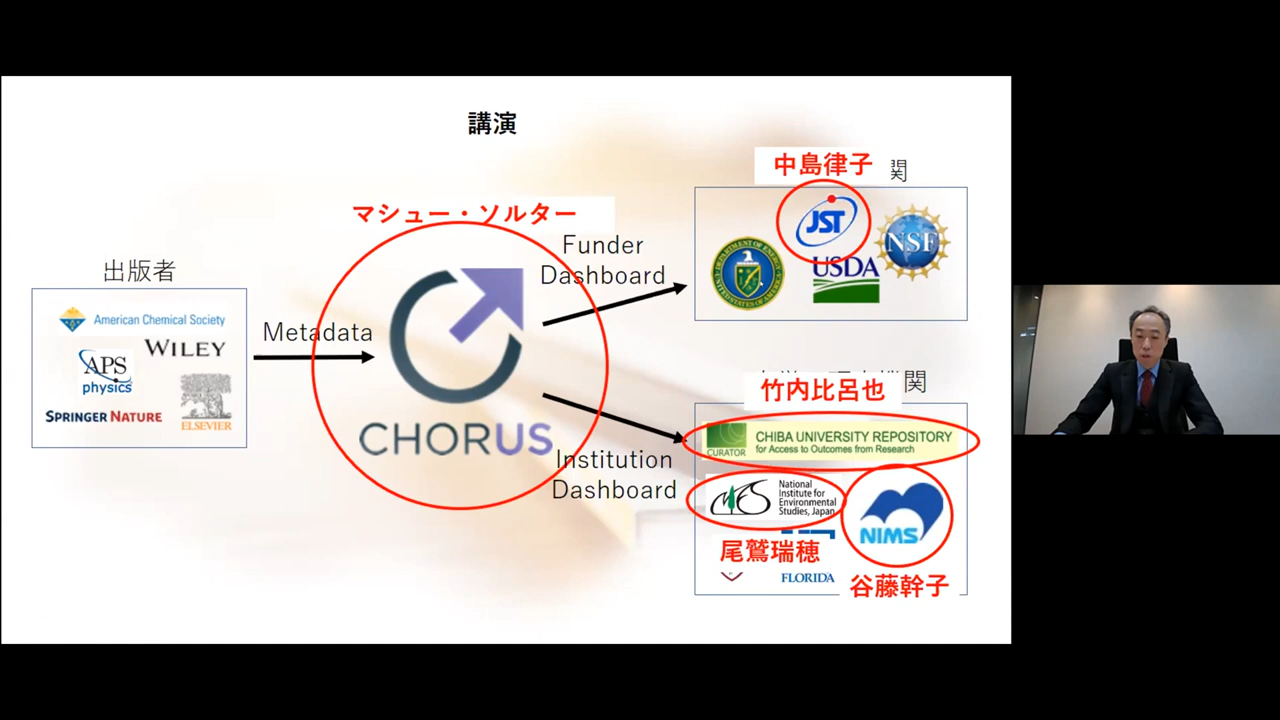 講演
出版者
American Chemical Society
WILEY
APS
physics
SPRINGER NATURE
ELSEVIER
Metadata
マシュー・ソルター
CHORUS
Funder
Dashboard
Institution
Dashboard
中島律子
関
JST
NSF
USDA
竹内比呂也
関
CURATOR
CHIBA UNIVERSITY REPOSITORY
for Access to Outcomes from Research
National
Institute for
Environmental
Studies, Japan
NIMS
尾鷲瑞穂
FLORIDA
谷藤幹子